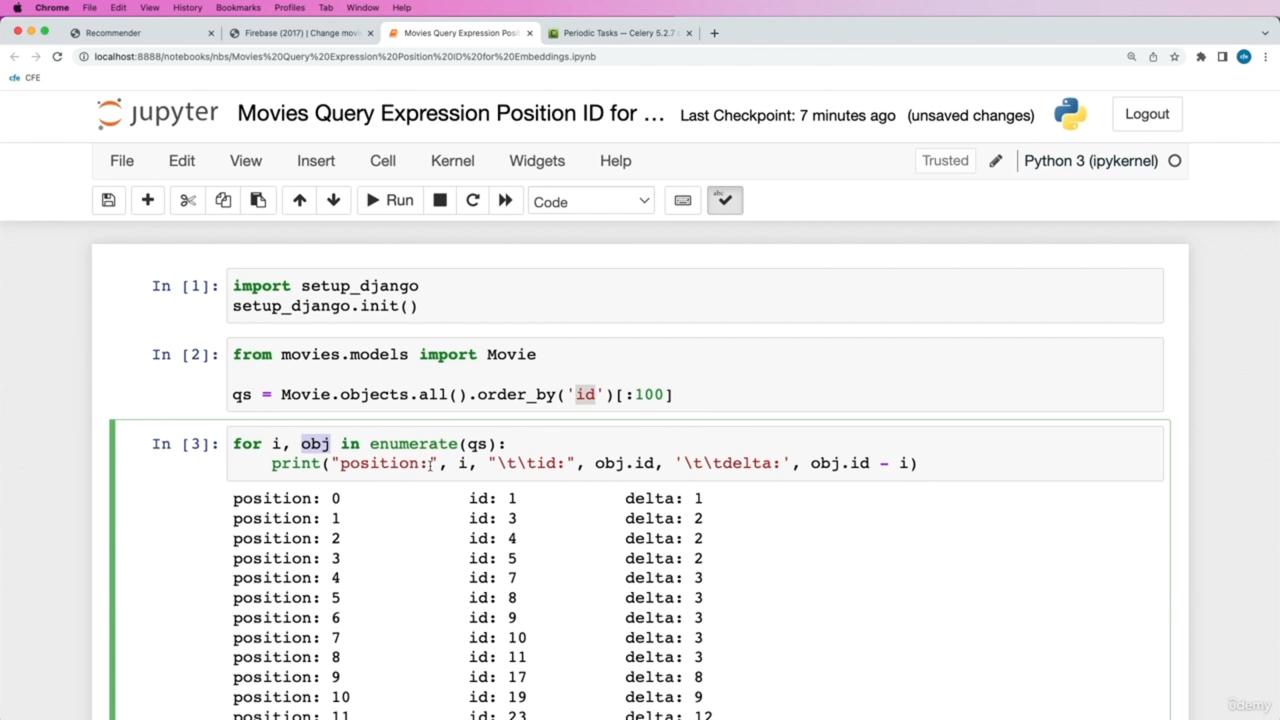 Chrome File Edit View History Bookmarks Profiles Tab Window Help
Recommender Firebase (2017) | Change movi Movies Query Expression Posit Periodic Tasks — Celery 5.2.7
localhost:8888/notebooks/nbs/Movies%20Query%20Expression%20Position%20ID%20for%20Embeddings.ipynb
cfe CFE
jupyter Movies Query Expression Position ID for ... Last Checkpoint: 7 minutes ago (unsaved changes) Logout
File Edit View Insert Cell Kernel Widgets Help Trusted Python 3 (ipykernel)
Run Code
In [1]: import setup_django
setup_django.init()
In [2]: from movies.models import Movie
qs = Movie.objects.all().order_by('id')[:100]
In [3]: for i, obj in enumerate(qs):
print("position:", i, "\t\tid:", obj.id, '\t\tdelta:', obj.id - i)
position: 0 id: 1 delta: 1
position: 1 id: 3 delta: 2
position: 2 id: 4 delta: 2
position: 3 id: 5 delta: 2
position: 4 id: 7 delta: 3
position: 5 id: 8 delta: 3
position: 6 id: 9 delta: 3
position: 7 id: 10 delta: 3
position: 8 id: 11 delta: 3
position: 9 id: 17 delta: 8
position: 10 id: 19 delta: 9
position: 11 id: 23 delta: 12
ûdemy